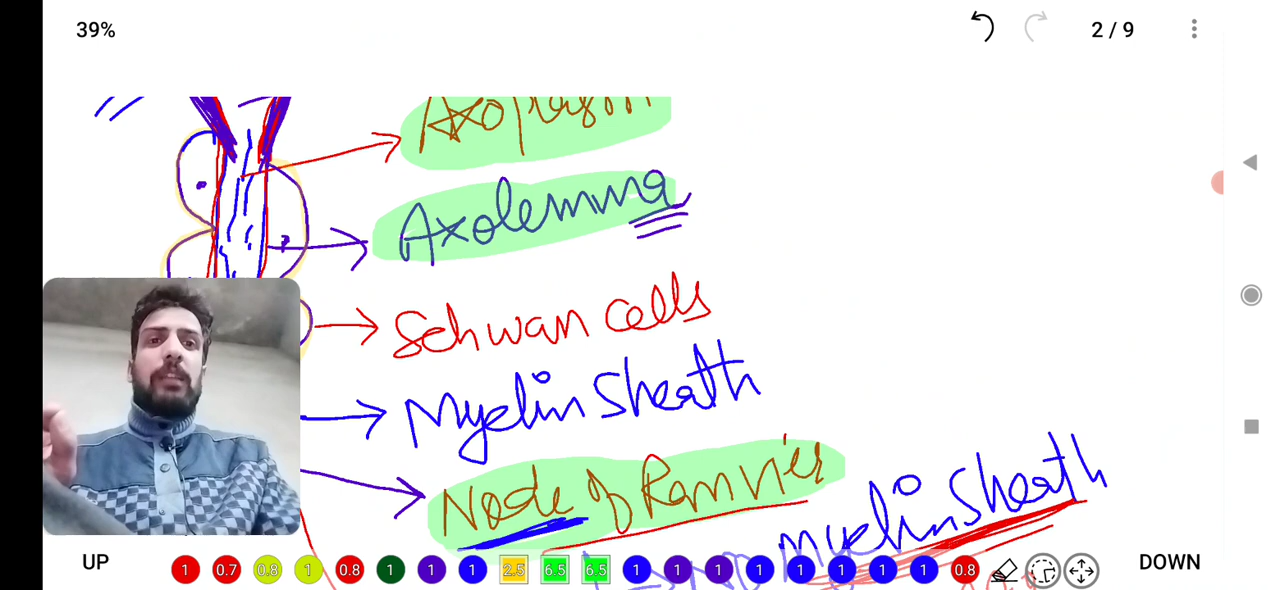 39%
2 / 9
Axoplasm
Axolemma
Schwan Cells
Myelin Sheath
Node of Ranvier
Myelin Sheath
UP
1 0.7 0.8 1 0.8 1 1 1 2.5 6.5 6.5 1 1 1 1 1 1 1 1 0.8
DOWN